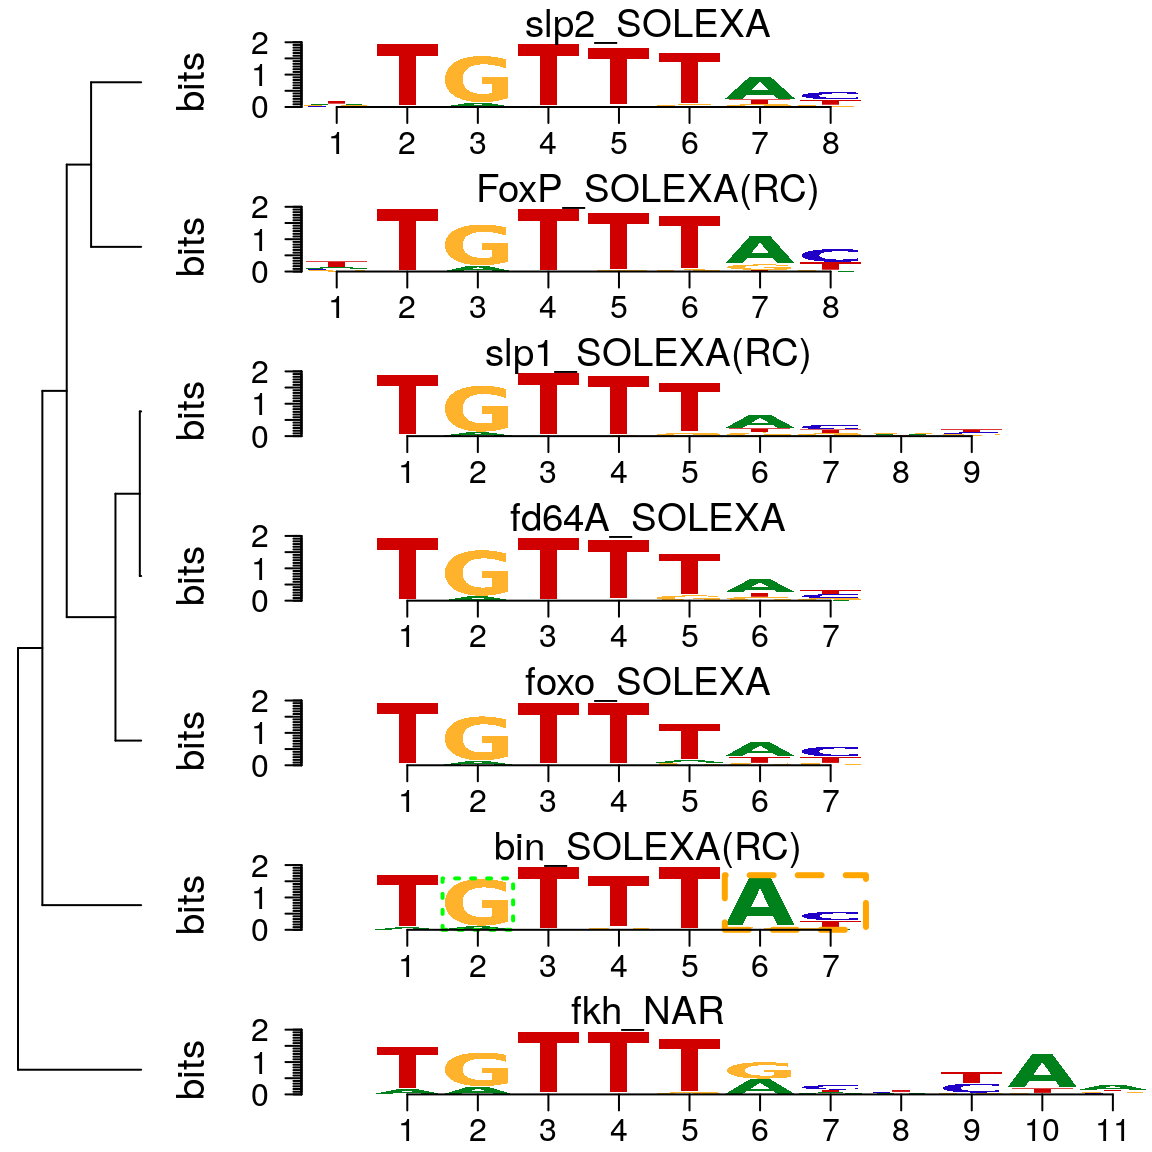 slp2_SOLEXA
bits
2
1
0
1 2 3 4 5 6 7 8
FoxP_SOLEXA(RC)
bits
2
1
0
1 2 3 4 5 6 7 8
slp1_SOLEXA(RC)
bits
2
1
0
1 2 3 4 5 6 7 8 9
fd64A_SOLEXA
bits
2
1
0
1 2 3 4 5 6 7
foxo_SOLEXA
bits
2
1
0
1 2 3 4 5 6 7
bin_SOLEXA(RC)
bits
2
1
0
1 2 3 4 5 6 7
fkh_NAR
bits
2
1
0
1 2 3 4 5 6 7 8 9 10 11